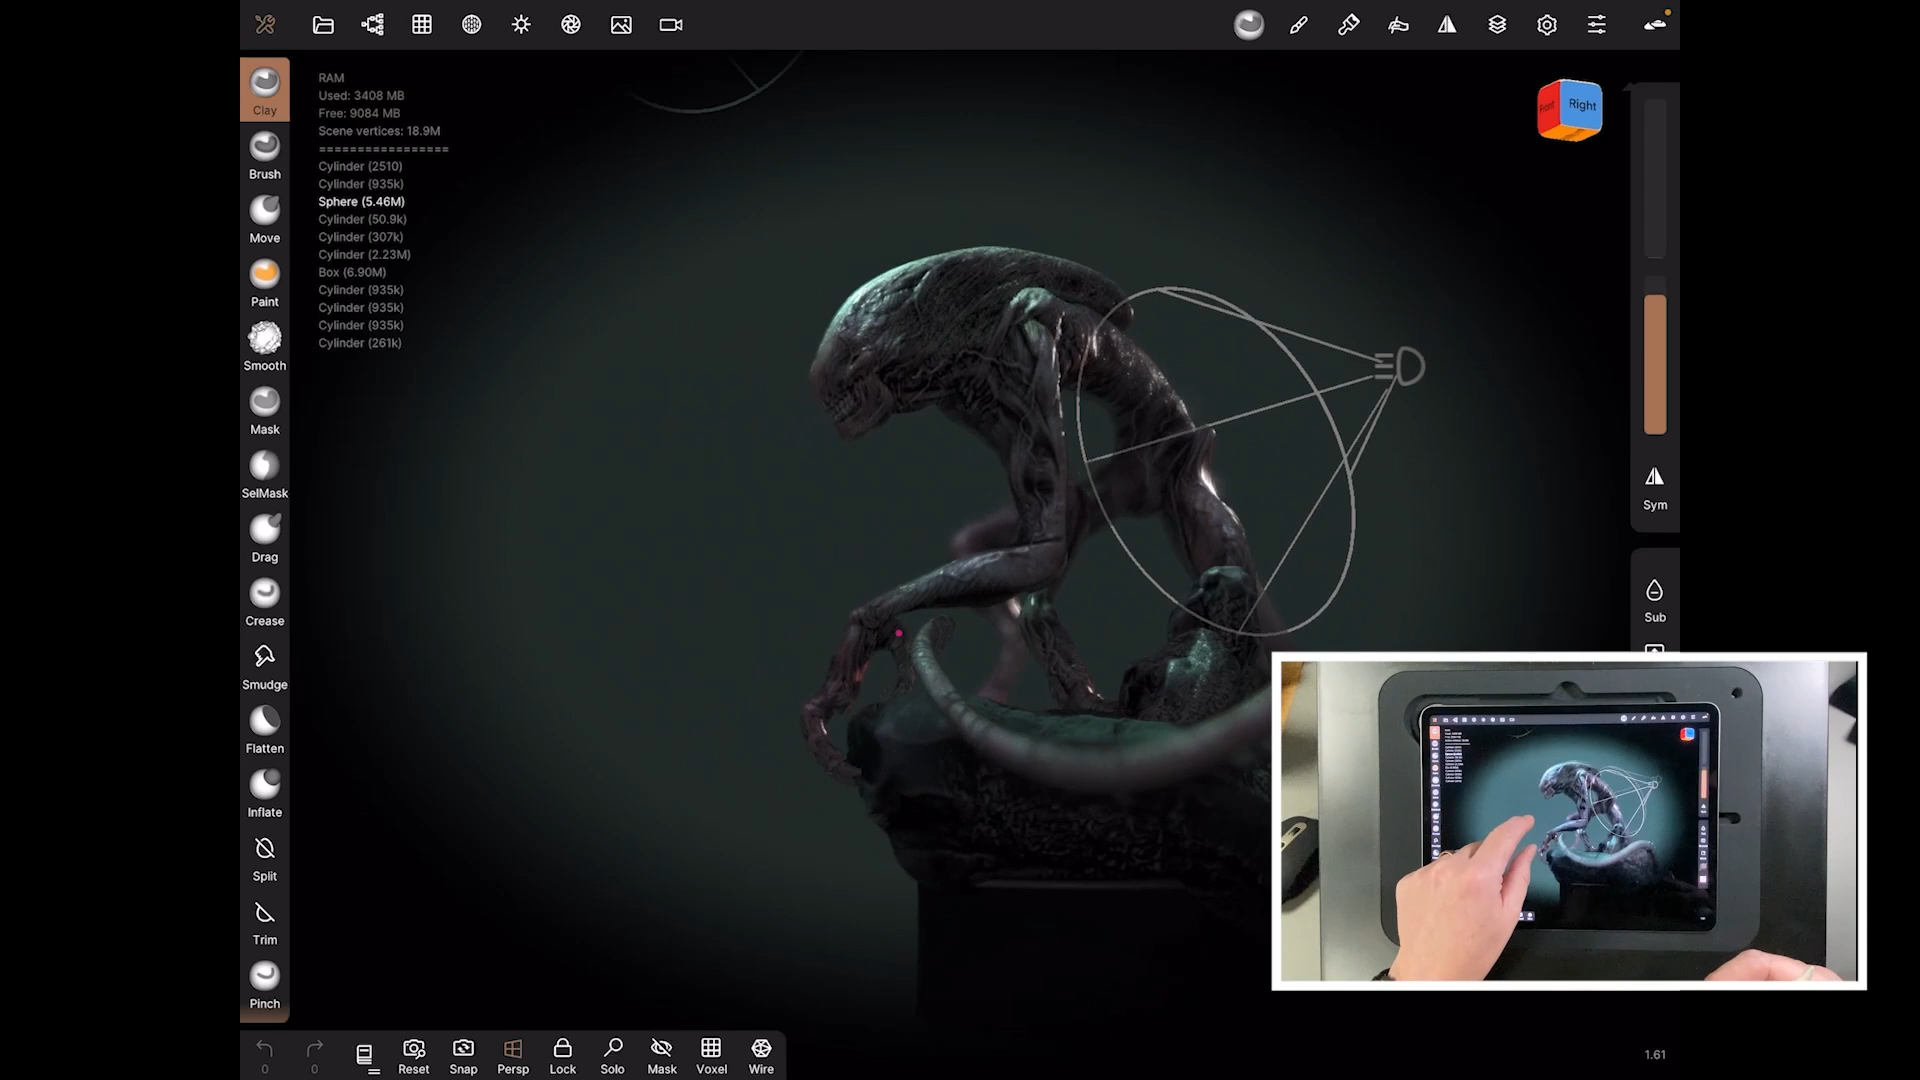 RAM
Used: 3408 MB
Free: 9084 MB
Scene vertices: 18.9M
=================
Cylinder (2510)
Cylinder (935k)
Sphere (5.46M)
Cylinder (50.9k)
Cylinder (307k)
Cylinder (2.23M)
Box (6.90M)
Cylinder (935k)
Cylinder (935k)
Cylinder (935k)
Cylinder (261k)
Clay
Brush
Move
Paint
Smooth
Mask
SelMask
Drag
Crease
Smudge
Flatten
Inflate
Split
Trim
Pinch
Front
Right
Sym
Sub
0
0
Reset
Snap
Persp
Lock
Solo
Mask
Voxel
Wire
1.61